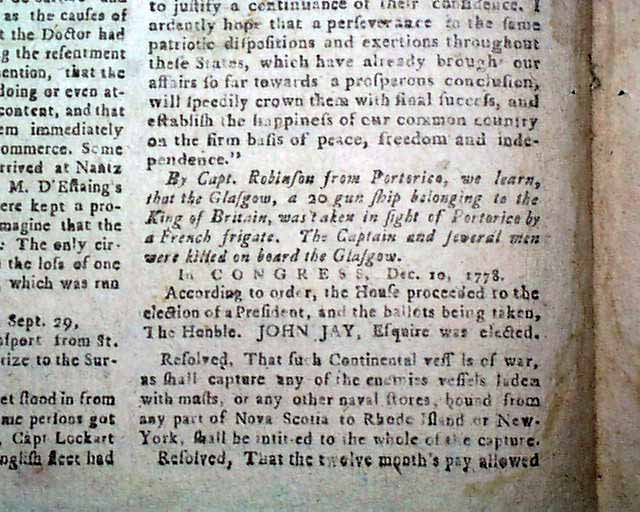 as the causes of
t the Doctor had
g the resentment
ention, that the
doing or even at-
content, and that
em immediately
ommerce. Some
rrived at Nantz
M. D'Estaing's
ere kept a pro-
magine that the
The only cir-
the loss of one
, which was run
Sept. 29,
sport from St.
rize to the Sur-
et stood in from
me persons got
, Capt Lockart
nglish fleet had
to justify a continuance of their confidence. I
ardently hope that a perseverance in the same
patriotic dispositions and exertions throughout
these States, which have already brought our
affairs so far towards a prosperous conclusion,
will speedily crown them with final success, and
establish the happiness of our common country
on the firm basis of peace, freedom and inde-
pendence."
By Capt. Robinson from Portorico, we learn,
that the Glasgow, a 20 gun ship belonging to the
King of Britain, was taken in sight of Portorico by
a French frigate. The Captain and several men
were killed on board the Glasgow.
In CONGRESS, Dec. 10, 1778.
According to order, the House proceeded to the
election of a President, and the ballots being taken,
The Honble. JOHN JAY, Esquire was elected.
Resolved, That such Continental vessels of war,
as shall capture any of the enemies vessels laden
with masts, or any other naval stores, bound from
any part of Nova Scotia to Rhode Island or New-
York, shall be intitled to the whole of the capture.
Resolved, That the twelve month's pay allowed